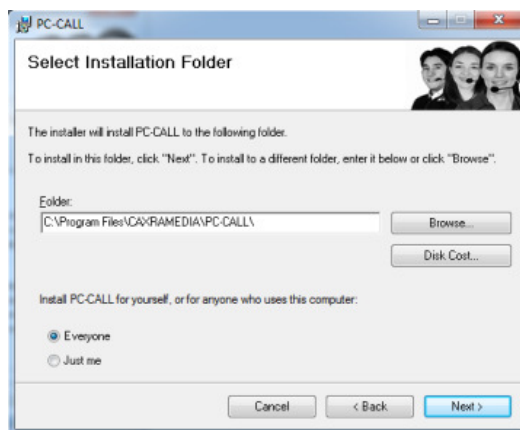 PC-CALL
Select Installation Folder
The installer will install PC-CALL to the following folder.
To install in this folder, click "Next". To install to a different folder, enter it below or click "Browse".
Folder:
C:\Program Files\CAXRAMEDIA\PC-CALL\
Browse...
Disk Cost...
Install PC-CALL for yourself, or for anyone who uses this computer:
Everyone
Just me
Cancel
< Back
Next >